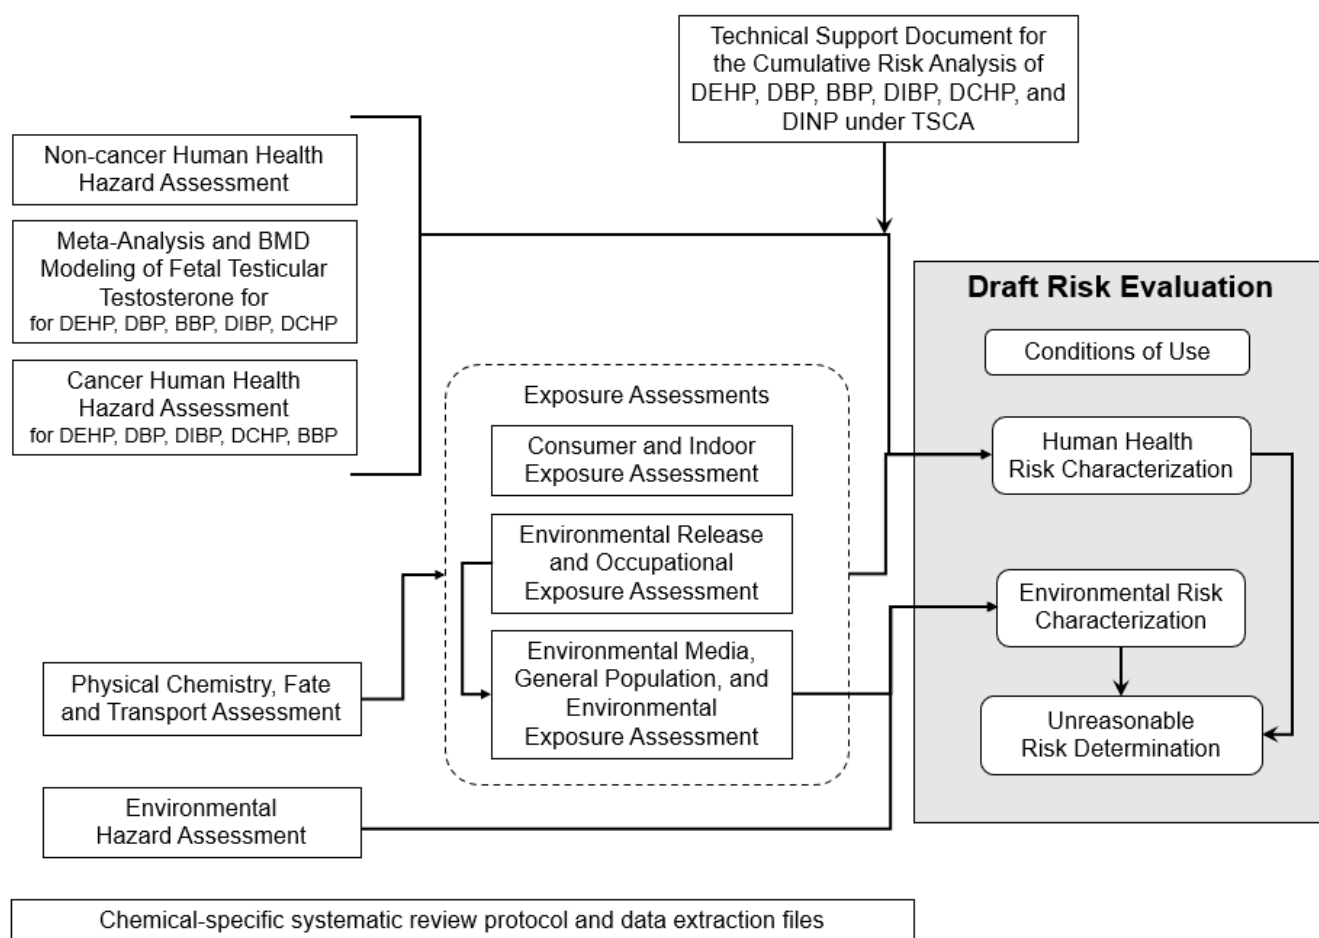 Technical Support Document for
the Cumulative Risk Analysis of
DEHP, DBP, BBP, DIBP, DCHP, and
DINP under TSCA
Non-cancer Human Health
Hazard Assessment
Meta-Analysis and BMD
Modeling of Fetal Testicular
Testosterone for
for DEHP, DBP, BBP, DIBP, DCHP
Cancer Human Health
Hazard Assessment
for DEHP, DBP, DIBP, DCHP, BBP
Physical Chemistry, Fate
and Transport Assessment
Environmental
Hazard Assessment
Exposure Assessments
Consumer and Indoor
Exposure Assessment
Environmental Release
and Occupational
Exposure Assessment
Environmental Media,
General Population, and
Environmental
Exposure Assessment
Draft Risk Evaluation
Conditions of Use
Human Health
Risk Characterization
Environmental Risk
Characterization
Unreasonable
Risk Determination
Chemical-specific systematic review protocol and data extraction files